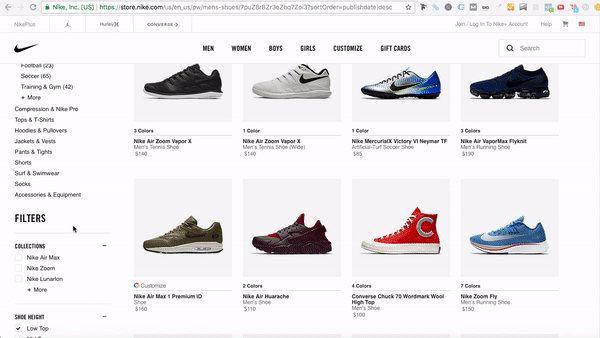 Nike, Inc. [US] https://store.nike.com/us/en_us/pw/mens-shoes/7puZ8r8Zr3oZbq7Zoi3?sortOrder=publishdate|desc
NikePlus Hurley CONVERSE Join / Log In To Nike+ Account Help
MEN WOMEN BOYS GIRLS CUSTOMIZE GIFT CARDS Search
Football (23)
Soccer (65)
Training & Gym (42)
+ More
Compression & Nike Pro
Tops & T-Shirts
Hoodies & Pullovers
Jackets & Vests
Pants & Tights
Shorts
Surf & Swimwear
Socks
Accessories & Equipment
FILTERS
COLLECTIONS
Nike Air Max
Nike Zoom
Nike Lunarlon
+ More
SHOE HEIGHT
Low Top
3 Colors
Nike Air Zoom Vapor X
Men's Tennis Shoe
$140
1 Color
Nike Air Zoom Vapor X
Men's Tennis Shoe (Wide)
$140
1 Color
Nike MercurialX Victory VI Neymar TF
Artificial-Turf Soccer Shoe
$85
3 Colors
Nike Air VaporMax Flyknit
Men's Running Shoe
$190
Customize
Nike Air Max 1 Premium iD
Shoe
$160
2 Colors
Nike Air Huarache
Men's Shoe
$110
4 Colors
Converse Chuck 70 Wordmark Wool
High Top
Men's Shoe
$100
7 Colors
Nike Zoom Fly
Men's Running Shoe
$150